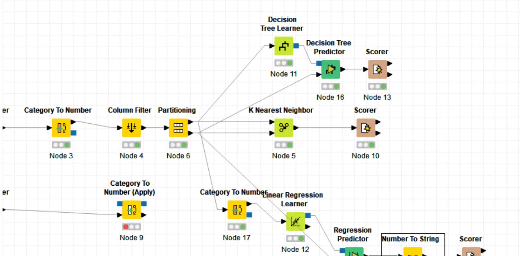 Decision
Tree Learner
Node 11
Decision Tree
Predictor
Node 16
Scorer
Node 13
er
Category To Number
Node 3
Column Filter
Node 4
Partitioning
Node 6
K Nearest Neighbor
Node 5
Scorer
Node 10
er
Category To
Number (Apply)
Node 9
Category To Number
Node 17
Linear Regression
Learner
Node 12
Regression
Predictor
Number To String
Scorer